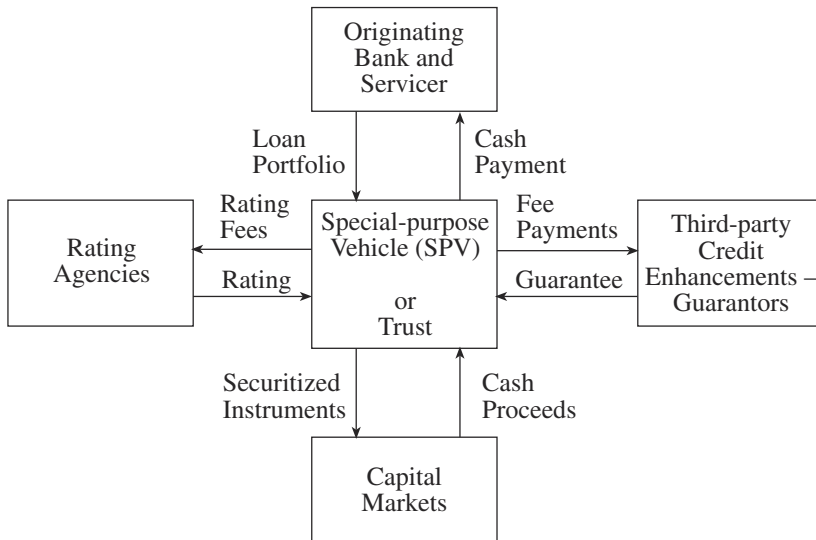 Originating
Bank and
Servicer
Loan
Portfolio
Cash
Payment
Rating
Agencies
Rating
Fees
Rating
Special-purpose
Vehicle (SPV)
or
Trust
Fee
Payments
Guarantee
Third-party
Credit
Enhancements –
Guarantors
Securitized
Instruments
Cash
Proceeds
Capital
Markets